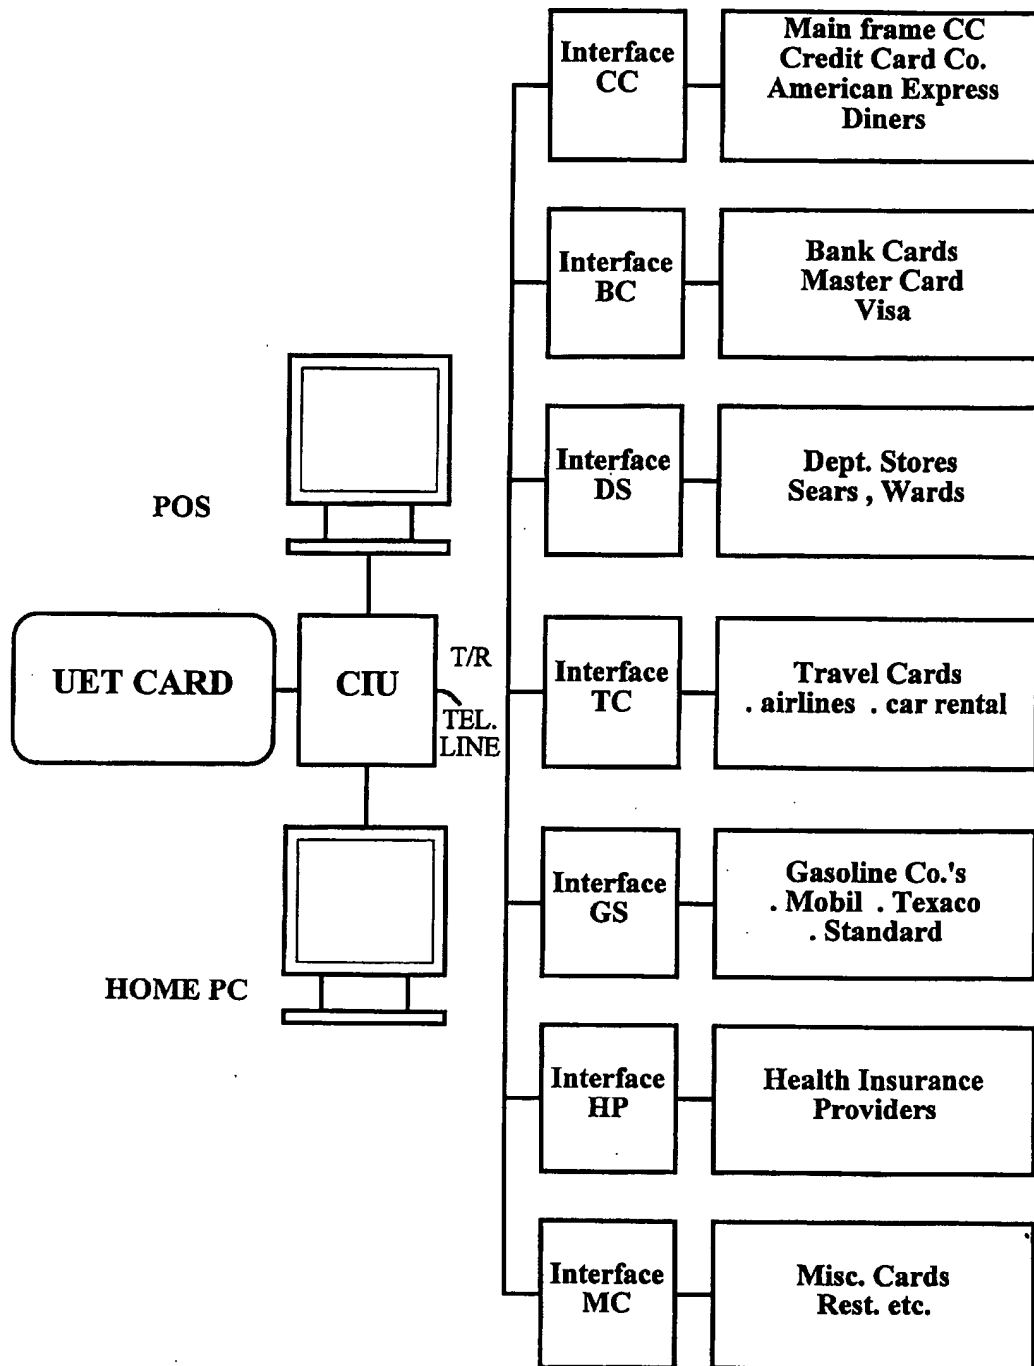 Interface
CC
Main frame CC
Credit Card Co.
American Express
Diners
Interface
BC
Bank Cards
Master Card
Visa
Interface
DS
Dept. Stores
Sears , Wards
POS
UET CARD
CIU
T/R
TEL.
LINE
Interface
TC
Travel Cards
. airlines . car rental
HOME PC
Interface
GS
Gasoline Co.'s
. Mobil . Texaco
. Standard
Interface
HP
Health Insurance
Providers
Interface
MC
Misc. Cards
Rest. etc.